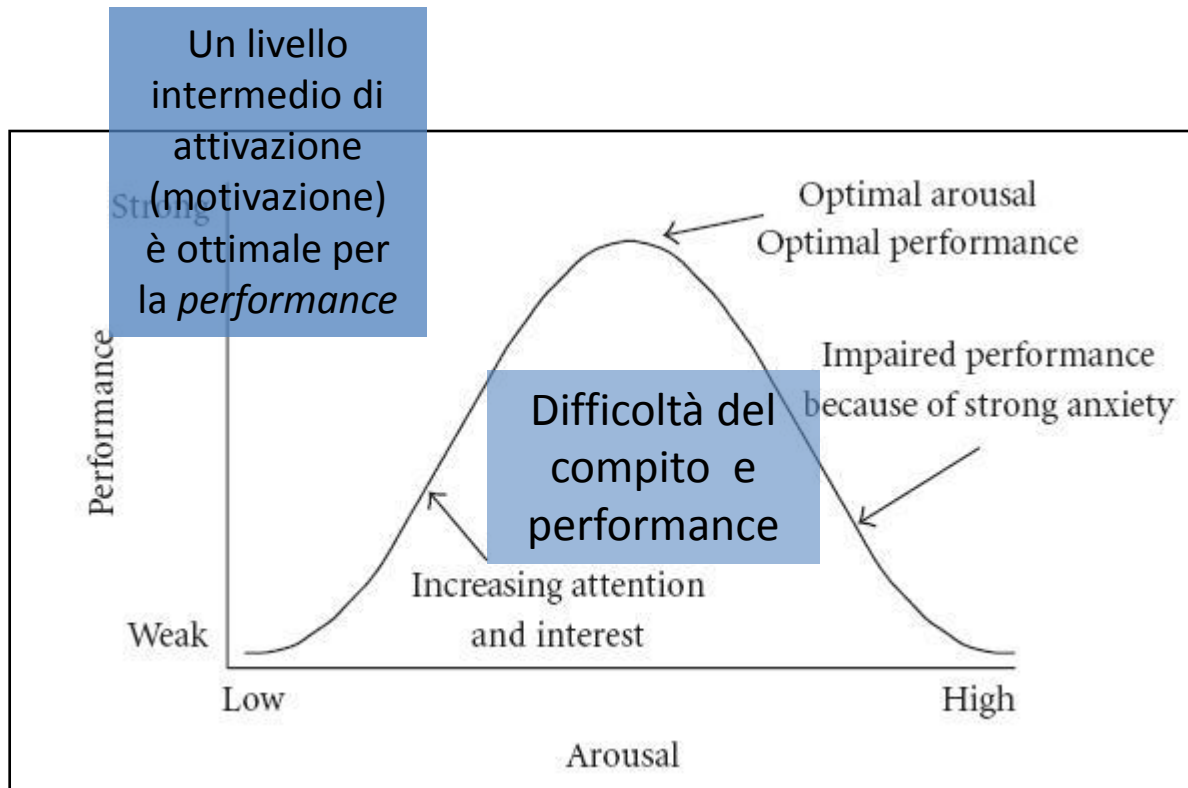 Un livello
intermedio di
attivazione
(motivazione)
è ottimale per
la performance
Strong
Optimal arousal
Optimal performance
Impaired performance
because of strong anxiety
Performance
Difficoltà del
compito e
performance
Increasing attention
and interest
Weak
Low
High
Arousal